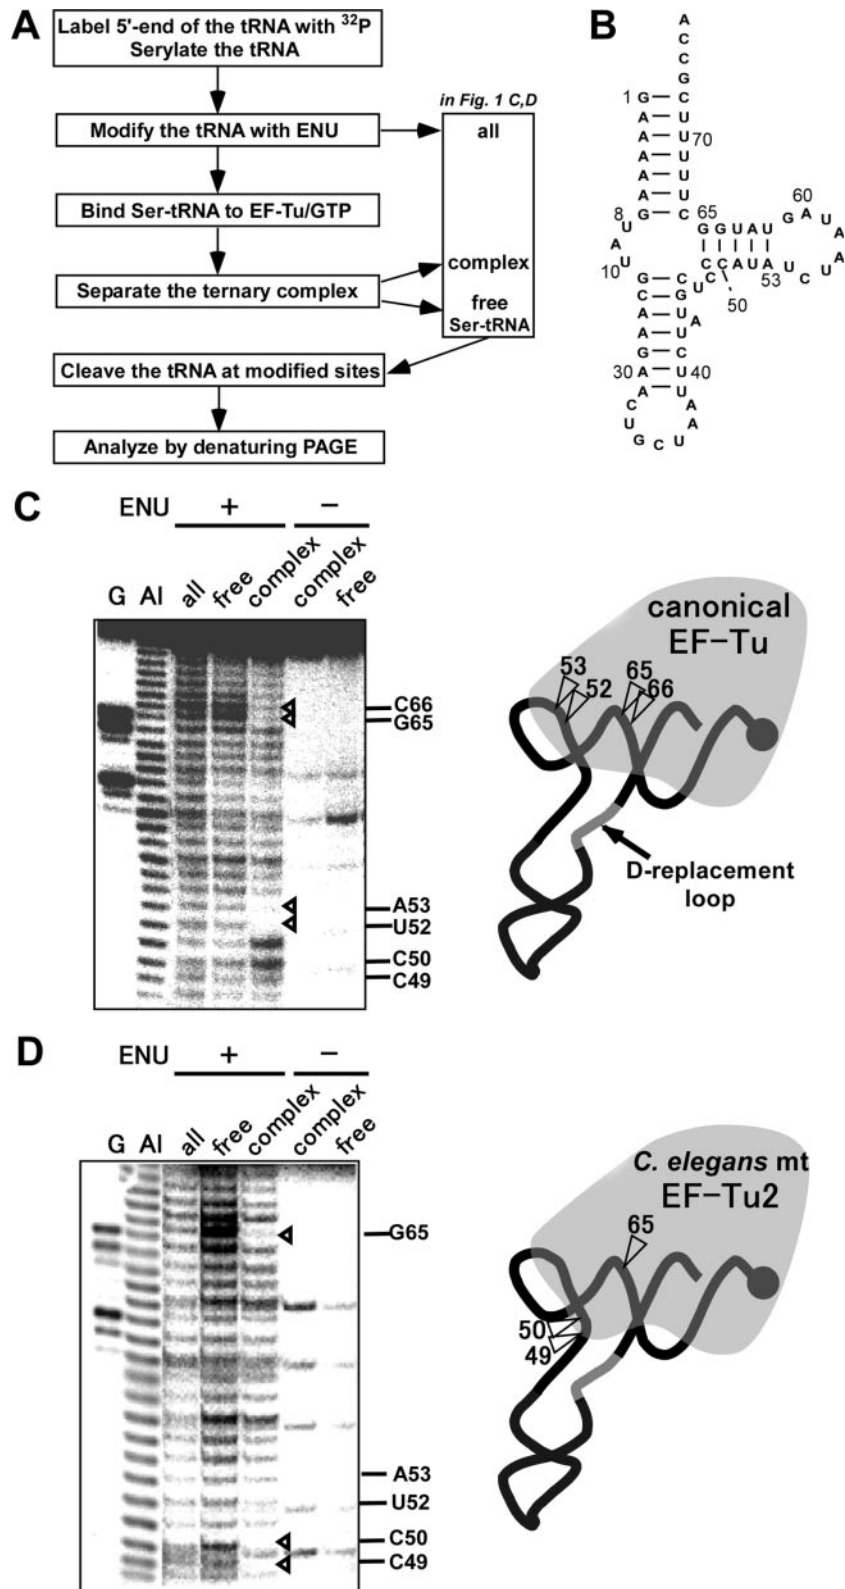 A
Label 5'-end of the tRNA with 32P
Serylate the tRNA
Modify the tRNA with ENU
Bind Ser-tRNA to EF-Tu/GTP
Separate the ternary complex
Cleave the tRNA at modified sites
Analyze by denaturing PAGE
in Fig. 1 C,D
all
complex
free
Ser-tRNA
B
A
C
C
G
1 G C
A U
A U 70
A U
A U
A U
8 G C 65
U G G U A U G A 60 U A
A C C A U A U C U A
10 U 50 53
G C U C
C G
G U
A U A
A U
G C
A U
30 A U 40
C A
U A
G C U
C
ENU + −
G AI all free complex complex free
C66
G65
A53
U52
C50
C49
canonical
EF-Tu
53
52
65
66
D-replacement
loop
D
ENU + −
G AI all free complex complex free
G65
A53
U52
C50
C49
C. elegans mt
EF-Tu2
65
50
49